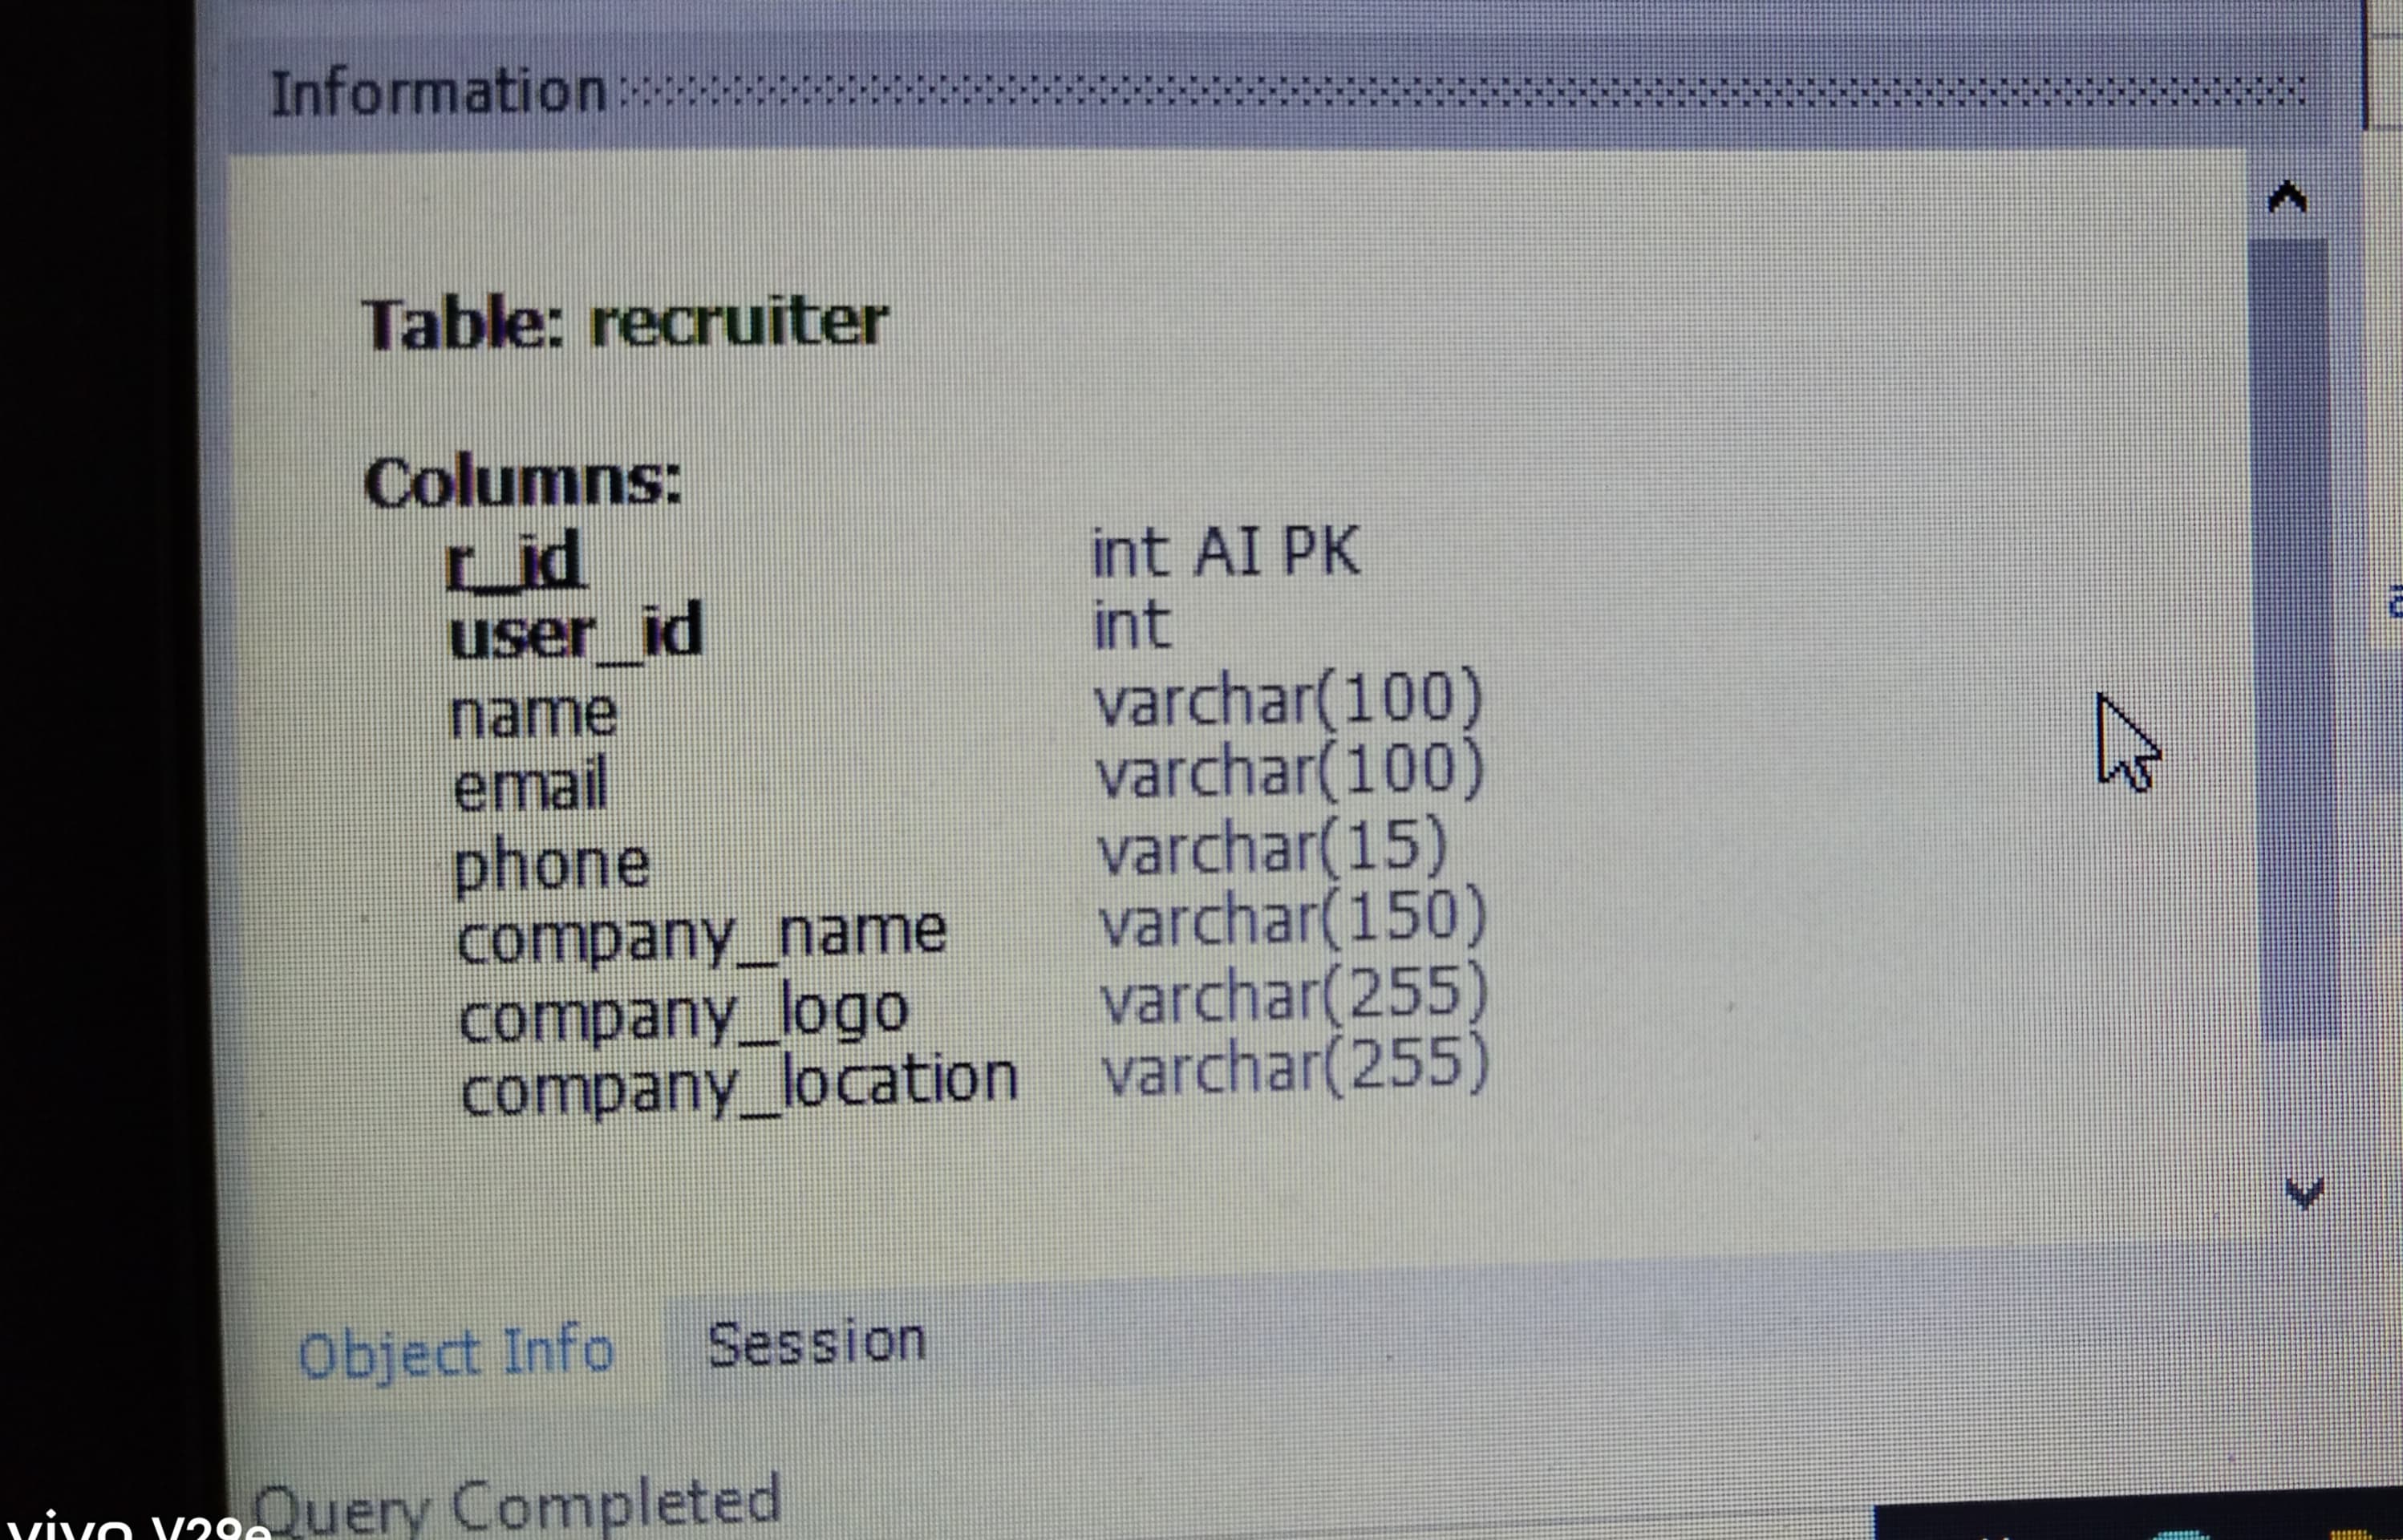 Information
Table: recruiter
Columns:
r_id int AI PK
user_id int
name varchar(100)
email varchar(100)
phone varchar(15)
company_name varchar(150)
company_logo varchar(255)
company_location varchar(255)
Object Info Session
Query Completed
vivo V29e